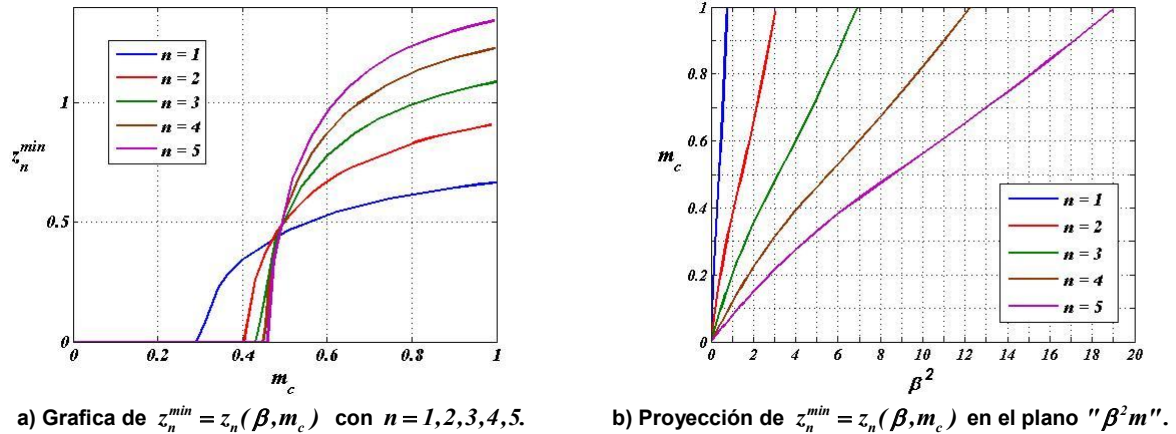 n = 1
n = 2
n = 3
n = 4
n = 5
1
0.5
0
z_n^{min}
0 0.2 0.4 0.6 0.8 1
m_c
a) Grafica de z_n^{min} = z_n(β,m_c) con n = 1,2,3,4,5.
1
0.8
0.6
0.4
0.2
0
m_c
n = 1
n = 2
n = 3
n = 4
n = 5
0 2 4 6 8 10 12 14 16 18 20
β^2
b) Proyección de z_n^{min} = z_n(β,m_c) en el plano "β^2m".